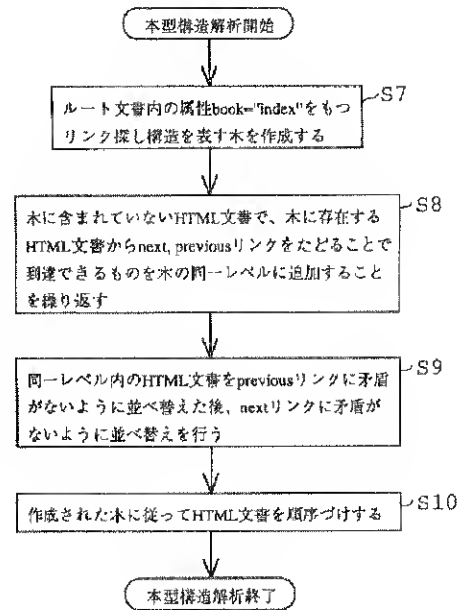 本型構造解析開始
S7
ルート文書内の属性book="index"をもつ
リンク探し構造を表す木を作成する
S8
木に含まれていないHTML文書で、木に存在する
HTML文書からnext, previousリンクをたどることで
到達できるものを木の同一レベルに追加すること
を繰り返す
S9
同一レベル内のHTML文書をpreviousリンクに矛盾
がないように並べ替えた後、nextリンクに矛盾が
ないように並べ替えを行う
S10
作成された木に従ってHTML文書を順序づけする
本型構造解析終了